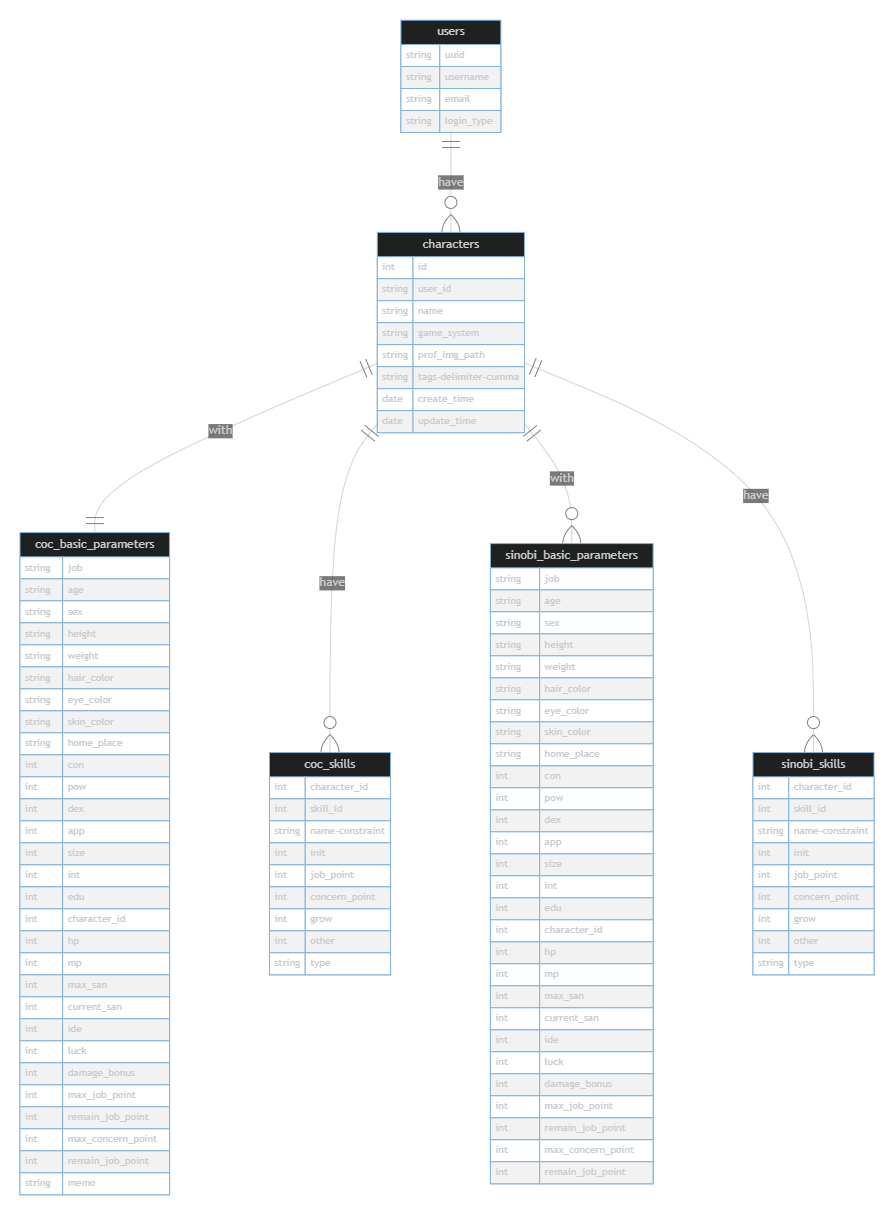 users
string uuid
string username
string email
string login_type
have
characters
int id
string user_id
string name
string game_system
string prof_img_path
string tags-delimiter-cumma
date create_time
date update_time
with
have
with
have
coc_basic_parameters
string job
string age
string sex
string height
string weight
string hair_color
string eye_color
string skin_color
string home_place
int con
int pow
int dex
int app
int size
int int
int edu
int character_id
int hp
int mp
int max_san
int current_san
int ide
int luck
int damage_bonus
int max_job_point
int remain_job_point
int max_concern_point
int remain_job_point
string memo
coc_skills
int character_id
int skill_id
string name-constraint
int init
int job_point
int concern_point
int grow
int other
string type
sinobi_basic_parameters
string job
string age
string sex
string height
string weight
string hair_color
string eye_color
string skin_color
string home_place
int con
int pow
int dex
int app
int size
int int
int edu
int character_id
int hp
int mp
int max_san
int current_san
int ide
int luck
int damage_bonus
int max_job_point
int remain_job_point
int max_concern_point
int remain_job_point
sinobi_skills
int character_id
int skill_id
string name-constraint
int init
int job_point
int concern_point
int grow
int other
string type